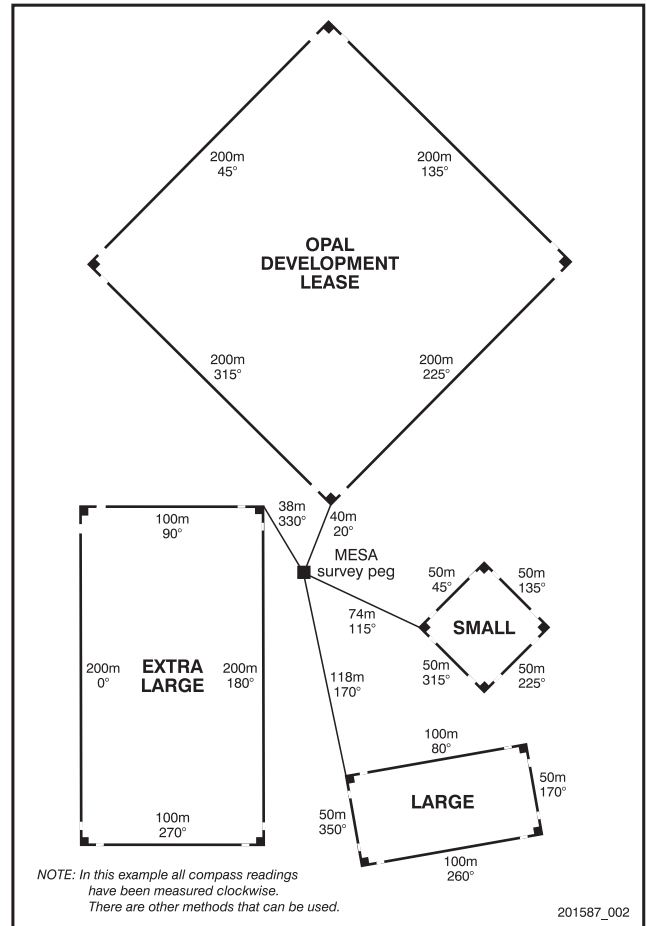 200m
45°
200m
135°
OPAL
DEVELOPMENT
LEASE
200m
315°
200m
225°
38m
330°
40m
20°
100m
90°
MESA
survey peg
50m
45°
50m
135°
74m
115°
SMALL
200m
0°
EXTRA
LARGE
200m
180°
50m
315°
50m
225°
118m
170°
100m
80°
50m
170°
LARGE
50m
350°
100m
270°
100m
260°
NOTE: In this example all compass readings
have been measured clockwise.
There are other methods that can be used.
201587_002